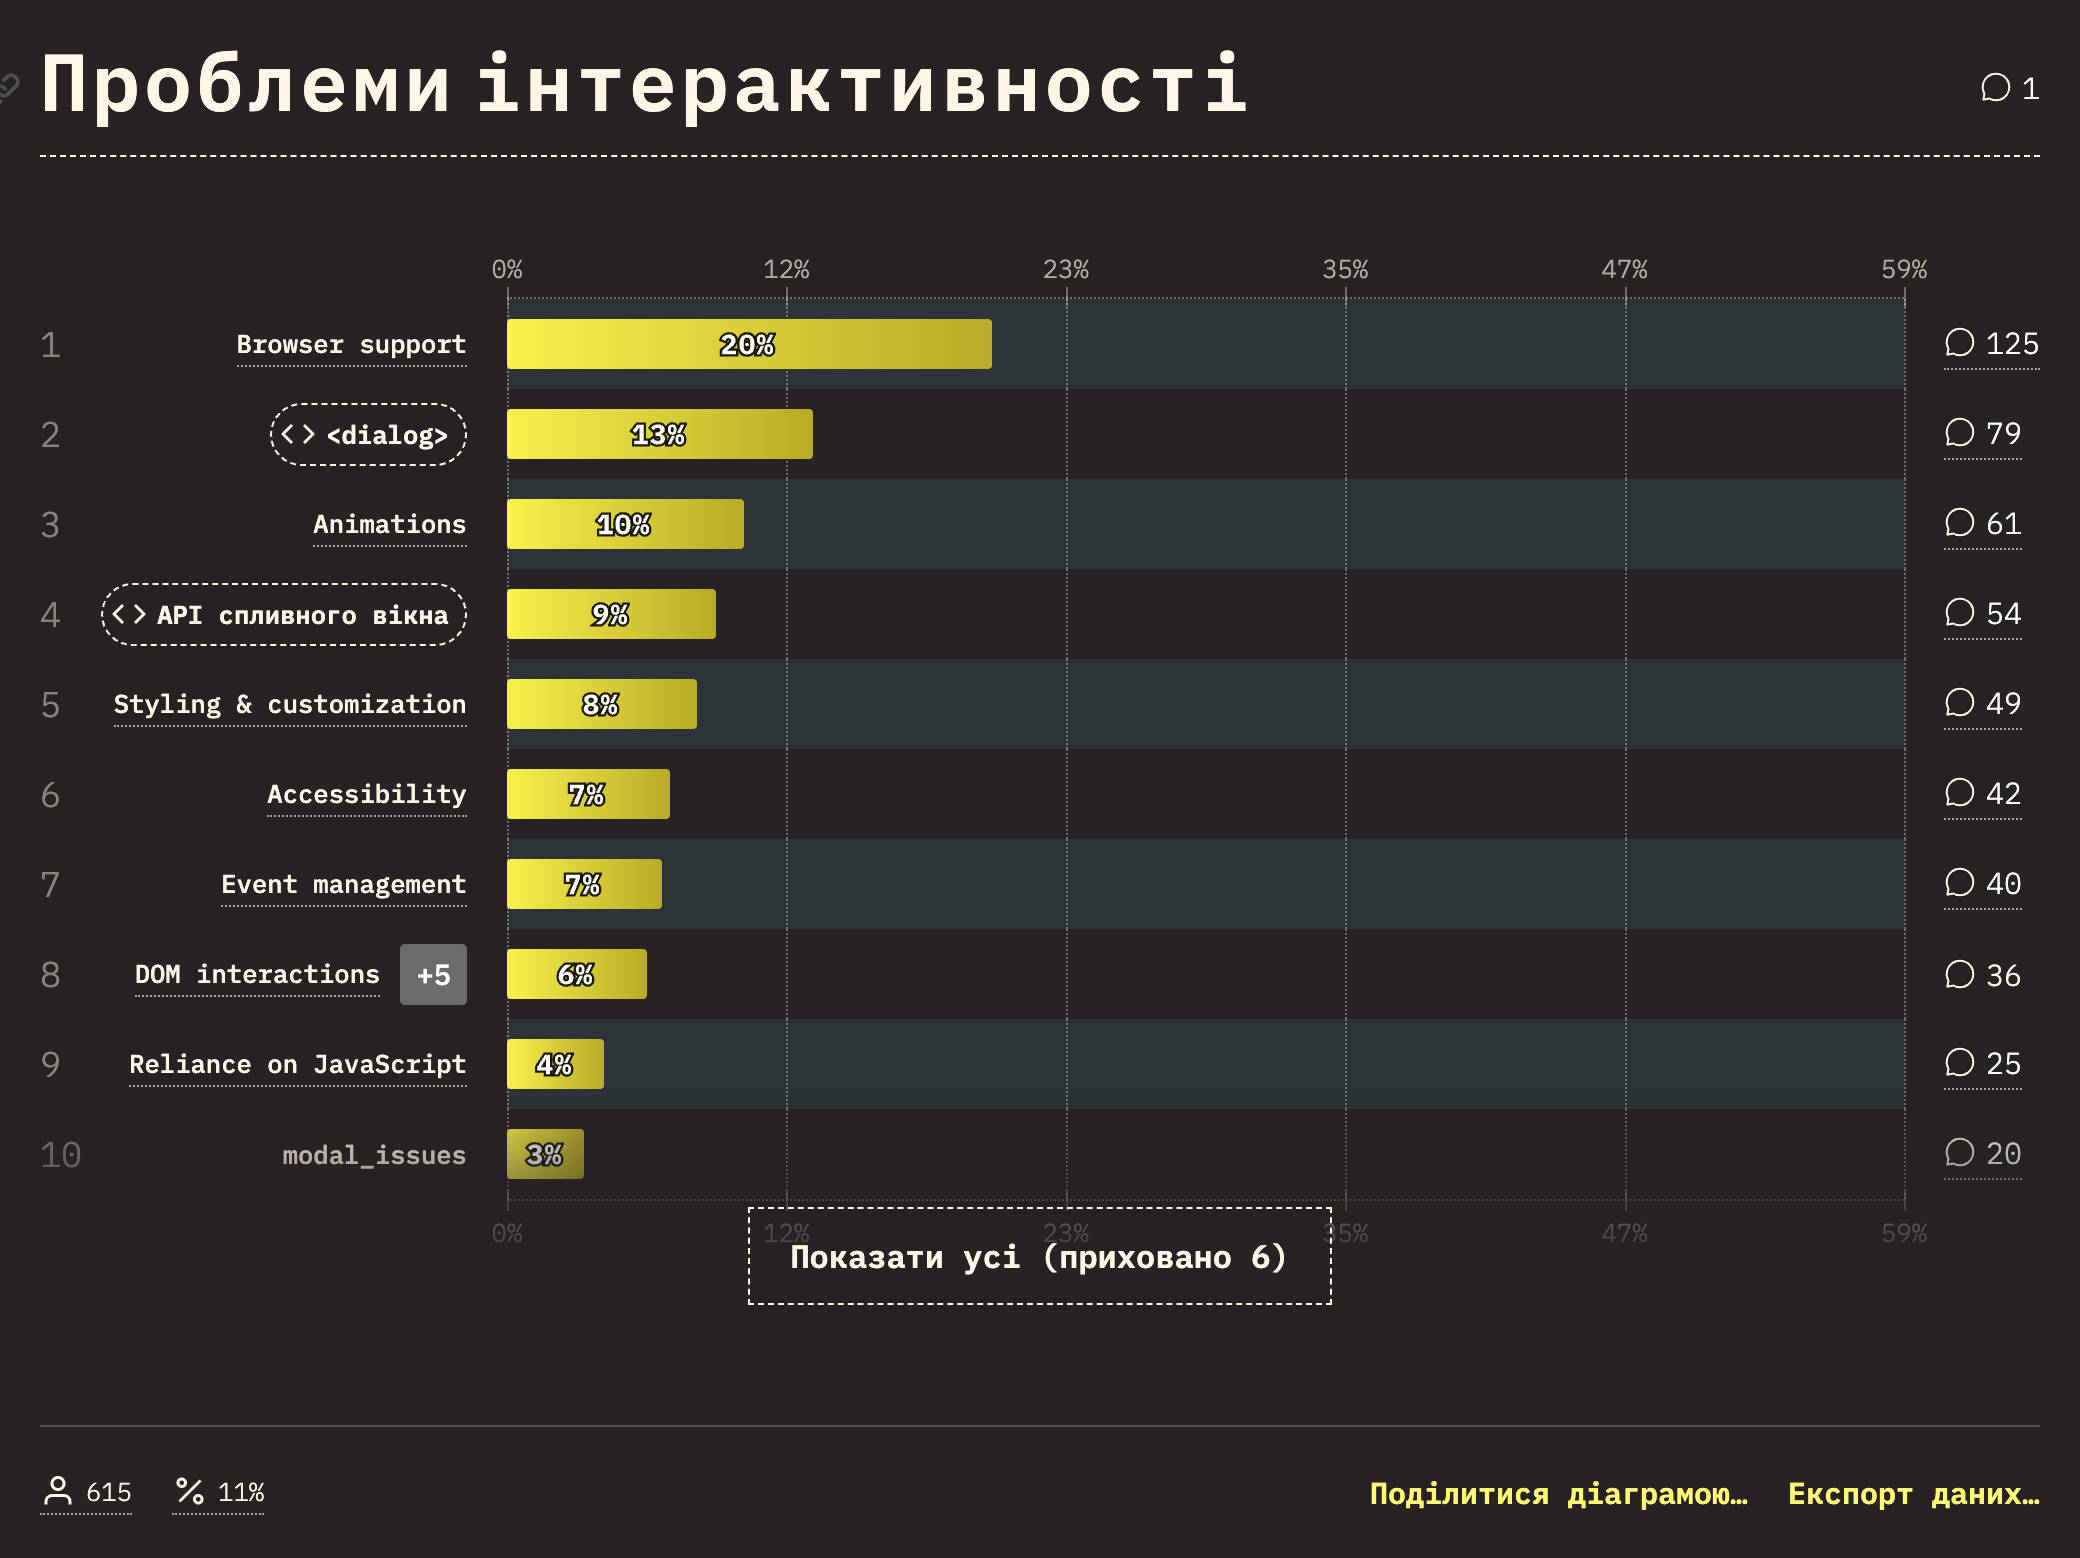 Проблеми інтерактивності
1
0% 12% 23% 35% 47% 59%
1 Browser support 20% 125
2 <dialog> 13% 79
3 Animations 10% 61
4 API спливного вікна 9% 54
5 Styling & customization 8% 49
6 Accessibility 7% 42
7 Event management 7% 40
8 DOM interactions +5 6% 36
9 Reliance on JavaScript 4% 25
10 modal_issues 3% 20
0% 12% 23% 35% 47% 59%
Показати усі (приховано 6)
615 11% Поділитися діаграмою… Експорт даних…